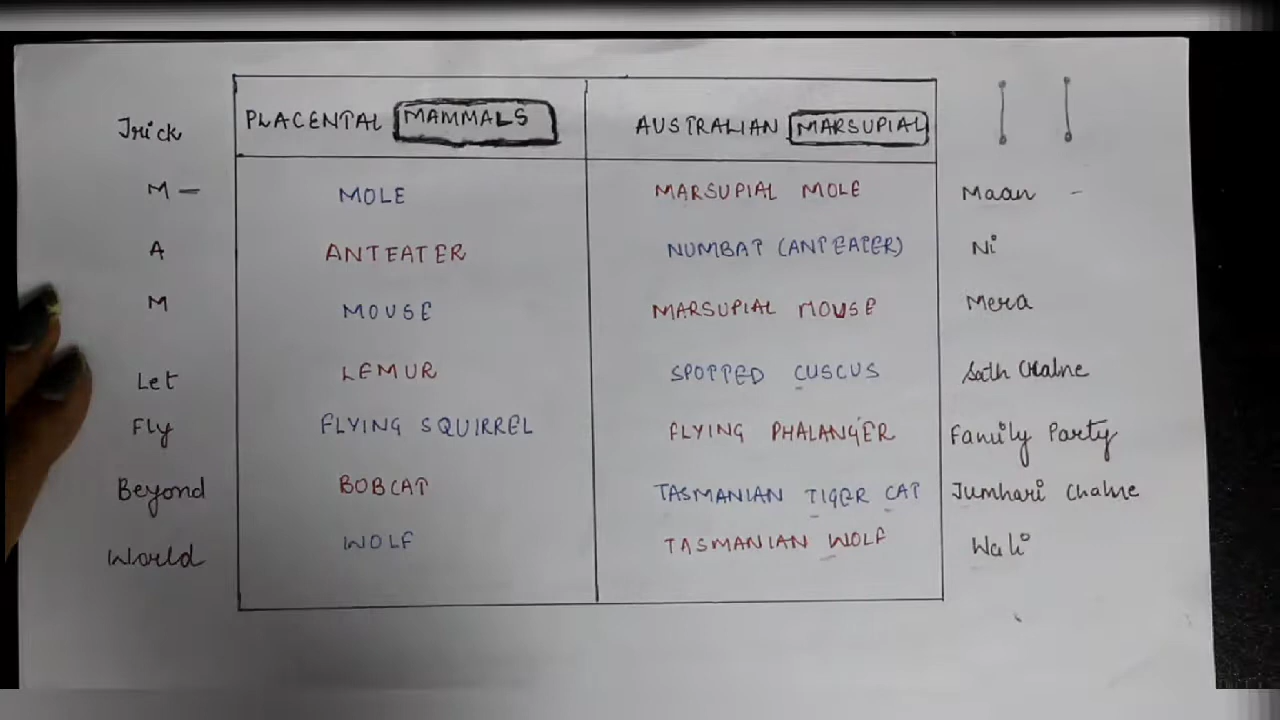 Trick PLACENTAL MAMMALS AUSTRALIAN MARSUPIAL
M - MOLE MARSUPIAL MOLE Maan -
A ANTEATER NUMBAT (ANTEATER) Ni
M MOUSE MARSUPIAL MOUSE Mera
Let LEMUR SPOTTED CUSCUS Sath Chalne
Fly FLYING SQUIRREL FLYING PHALANGER Family Party
Beyond BOBCAT TASMANIAN TIGER CAT Tumhari Chalne
World WOLF TASMANIAN WOLF Wali